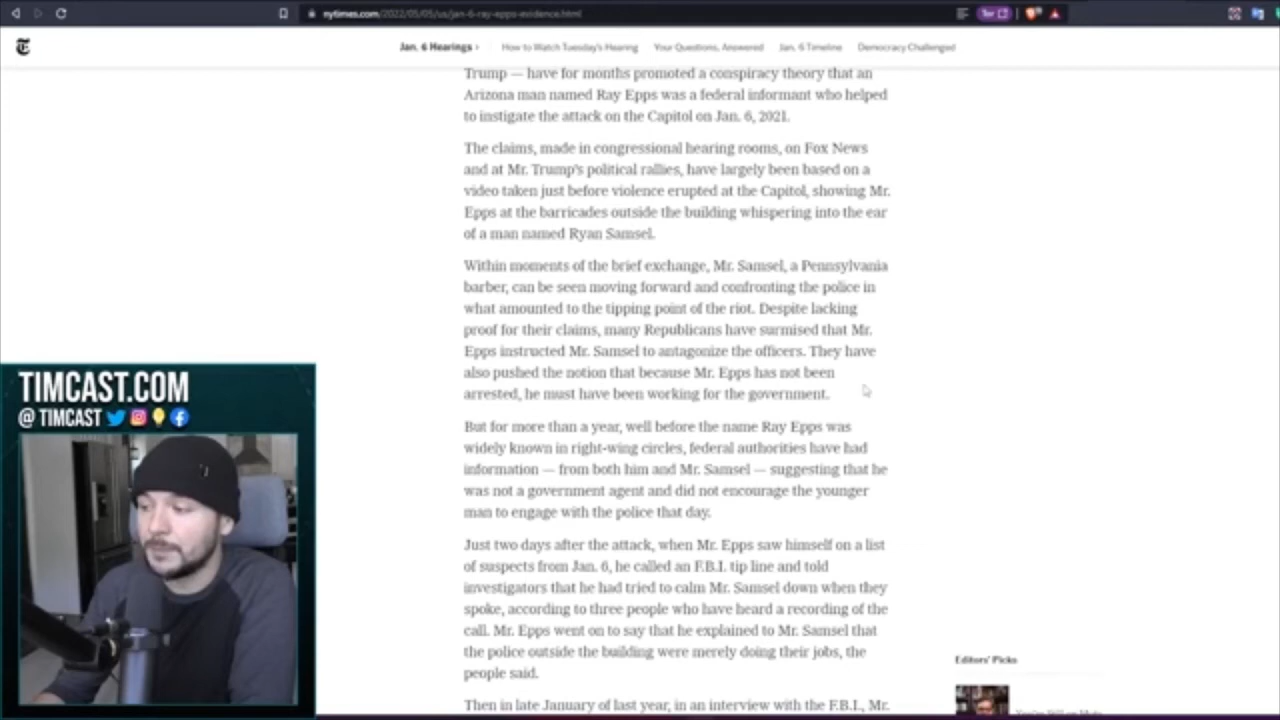 nytimes.com/2022/05/05/us/jan-6-ray-epps-evidence.html
Tor
Jan. 6 Hearings
How to Watch Tuesday's Hearing
Your Questions, Answered
Jan. 6 Timeline
Democracy Challenged
Trump — have for months promoted a conspiracy theory that an
Arizona man named Ray Epps was a federal informant who helped
to instigate the attack on the Capitol on Jan. 6, 2021.
The claims, made in congressional hearing rooms, on Fox News
and at Mr. Trump's political rallies, have largely been based on a
video taken just before violence erupted at the Capitol, showing Mr.
Epps at the barricades outside the building whispering into the ear
of a man named Ryan Samsel.
Within moments of the brief exchange, Mr. Samsel, a Pennsylvania
barber, can be seen moving forward and confronting the police in
what amounted to the tipping point of the riot. Despite lacking
proof for their claims, many Republicans have surmised that Mr.
Epps instructed Mr. Samsel to antagonize the officers. They have
also pushed the notion that because Mr. Epps has not been
arrested, he must have been working for the government.
But for more than a year, well before the name Ray Epps was
widely known in right-wing circles, federal authorities have had
information — from both him and Mr. Samsel — suggesting that he
was not a government agent and did not encourage the younger
man to engage with the police that day.
Just two days after the attack, when Mr. Epps saw himself on a list
of suspects from Jan. 6, he called an F.B.I. tip line and told
investigators that he had tried to calm Mr. Samsel down when they
spoke, according to three people who have heard a recording of the
call. Mr. Epps went on to say that he explained to Mr. Samsel that
the police outside the building were merely doing their jobs, the
people said.
Then in late January of last year, in an interview with the F.B.I., Mr.
Editors' Picks
TIMCAST.COM
@ TIMCAST